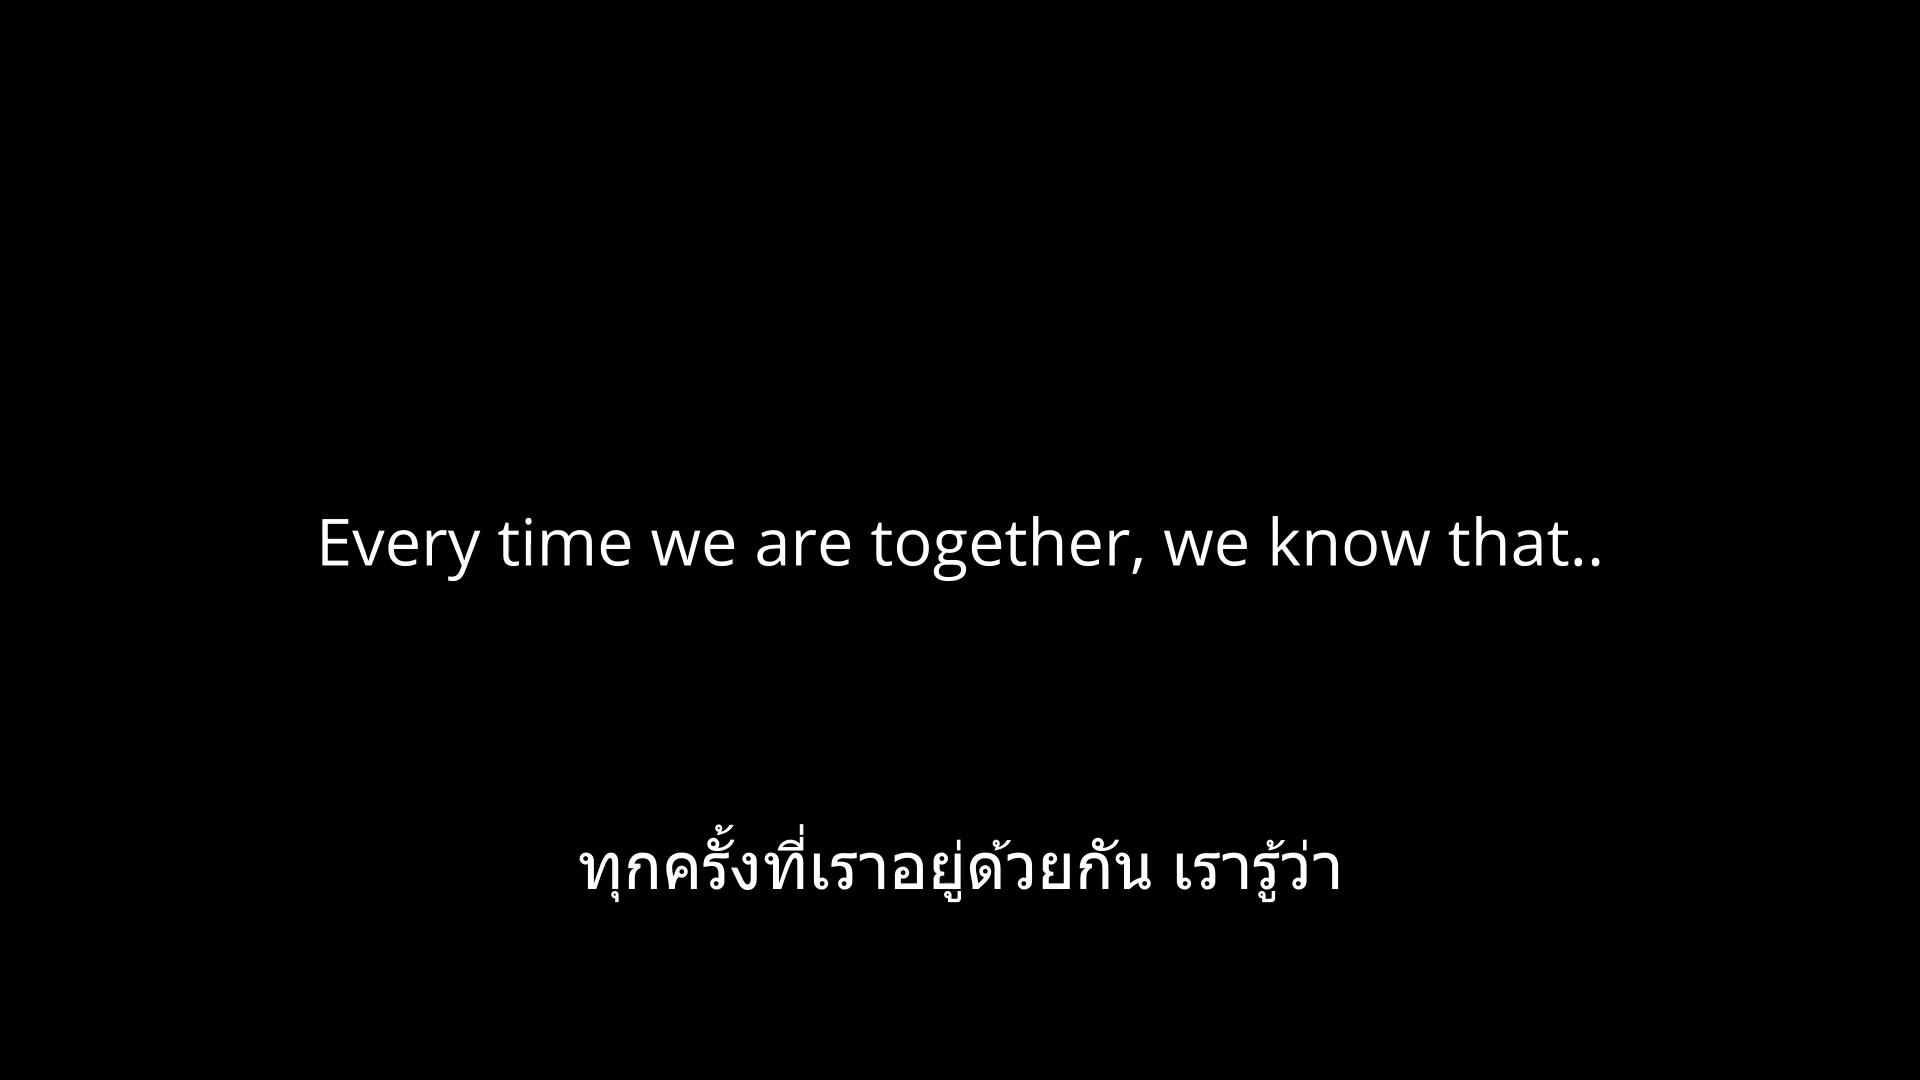 Every time we are together, we know that..
ทุกครั้งที่เราอยู่ด้วยกัน เรารู้ว่า